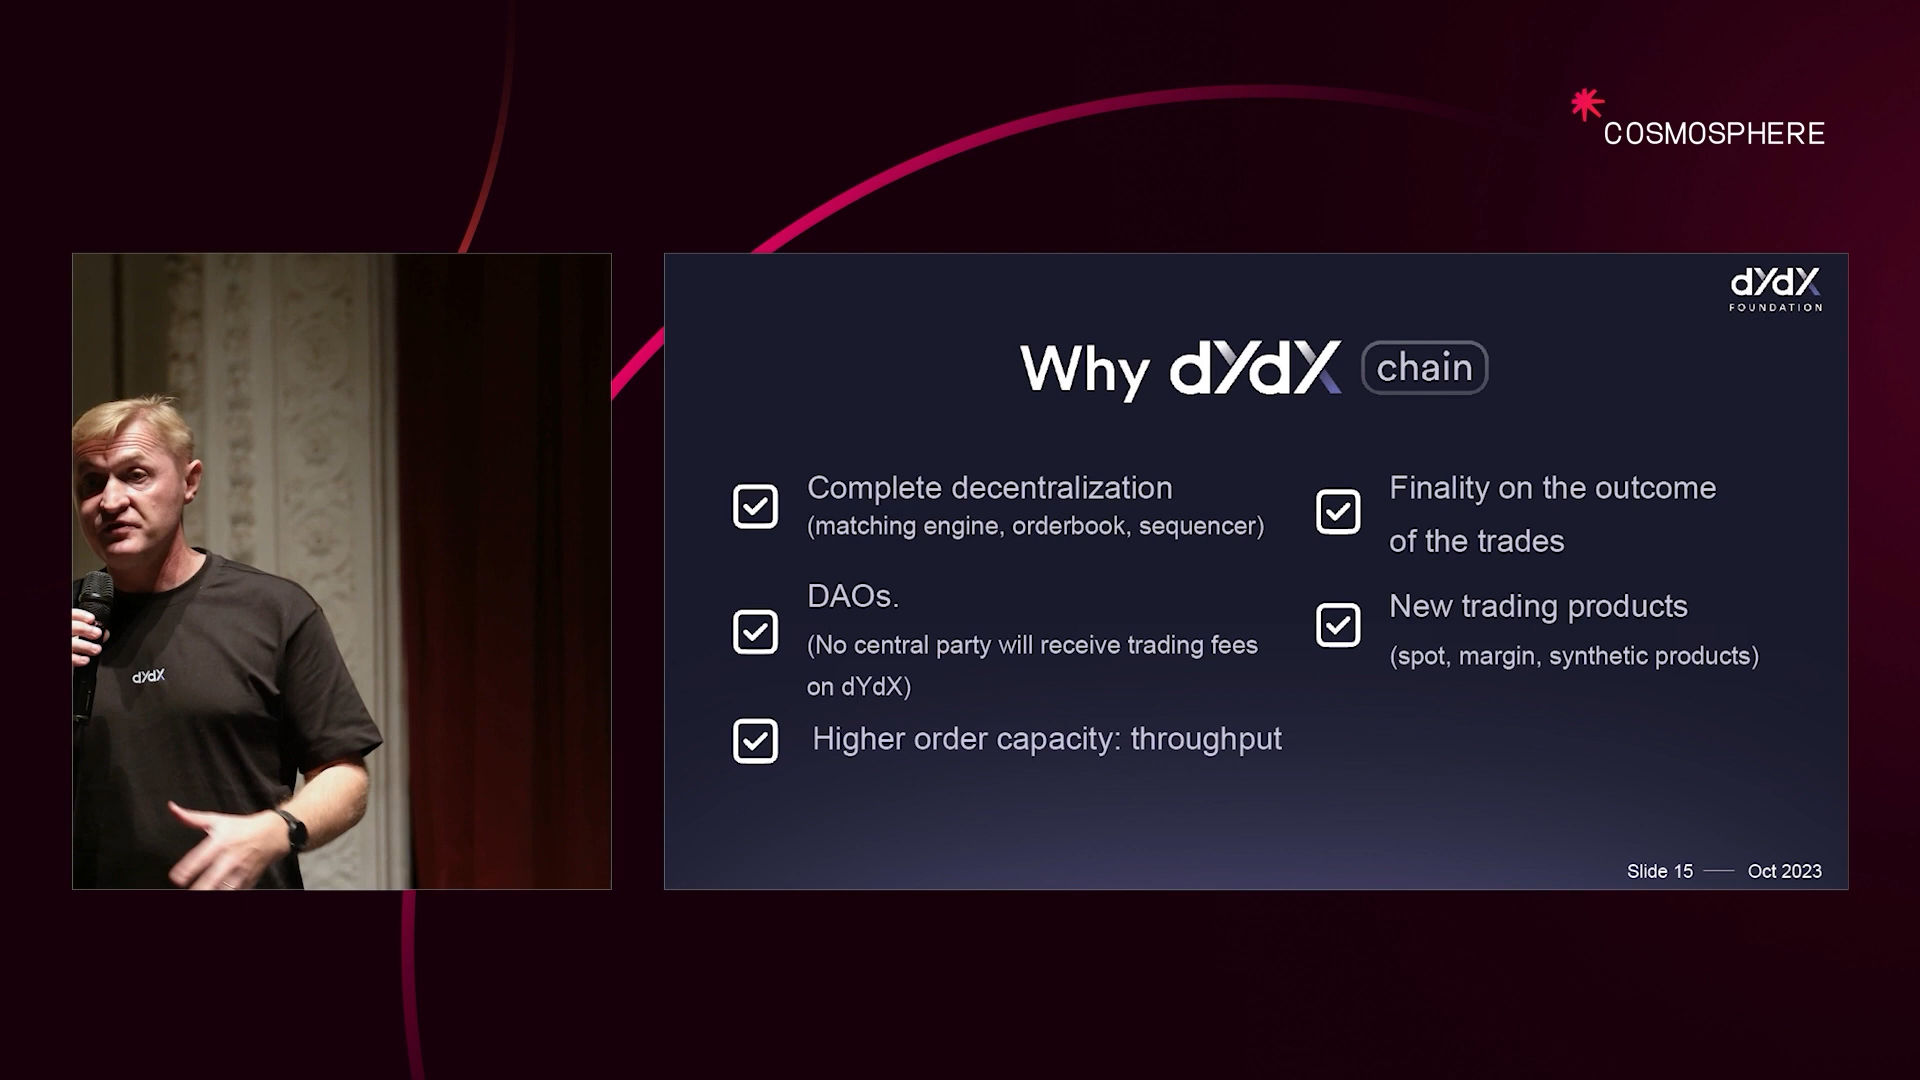 COSMOSPHERE
dYdX
FOUNDATION
Why dYdX chain
Complete decentralization
(matching engine, orderbook, sequencer)
DAOs.
(No central party will receive trading fees
on dYdX)
Higher order capacity: throughput
Finality on the outcome
of the trades
New trading products
(spot, margin, synthetic products)
dYdX
Slide 15 — Oct 2023